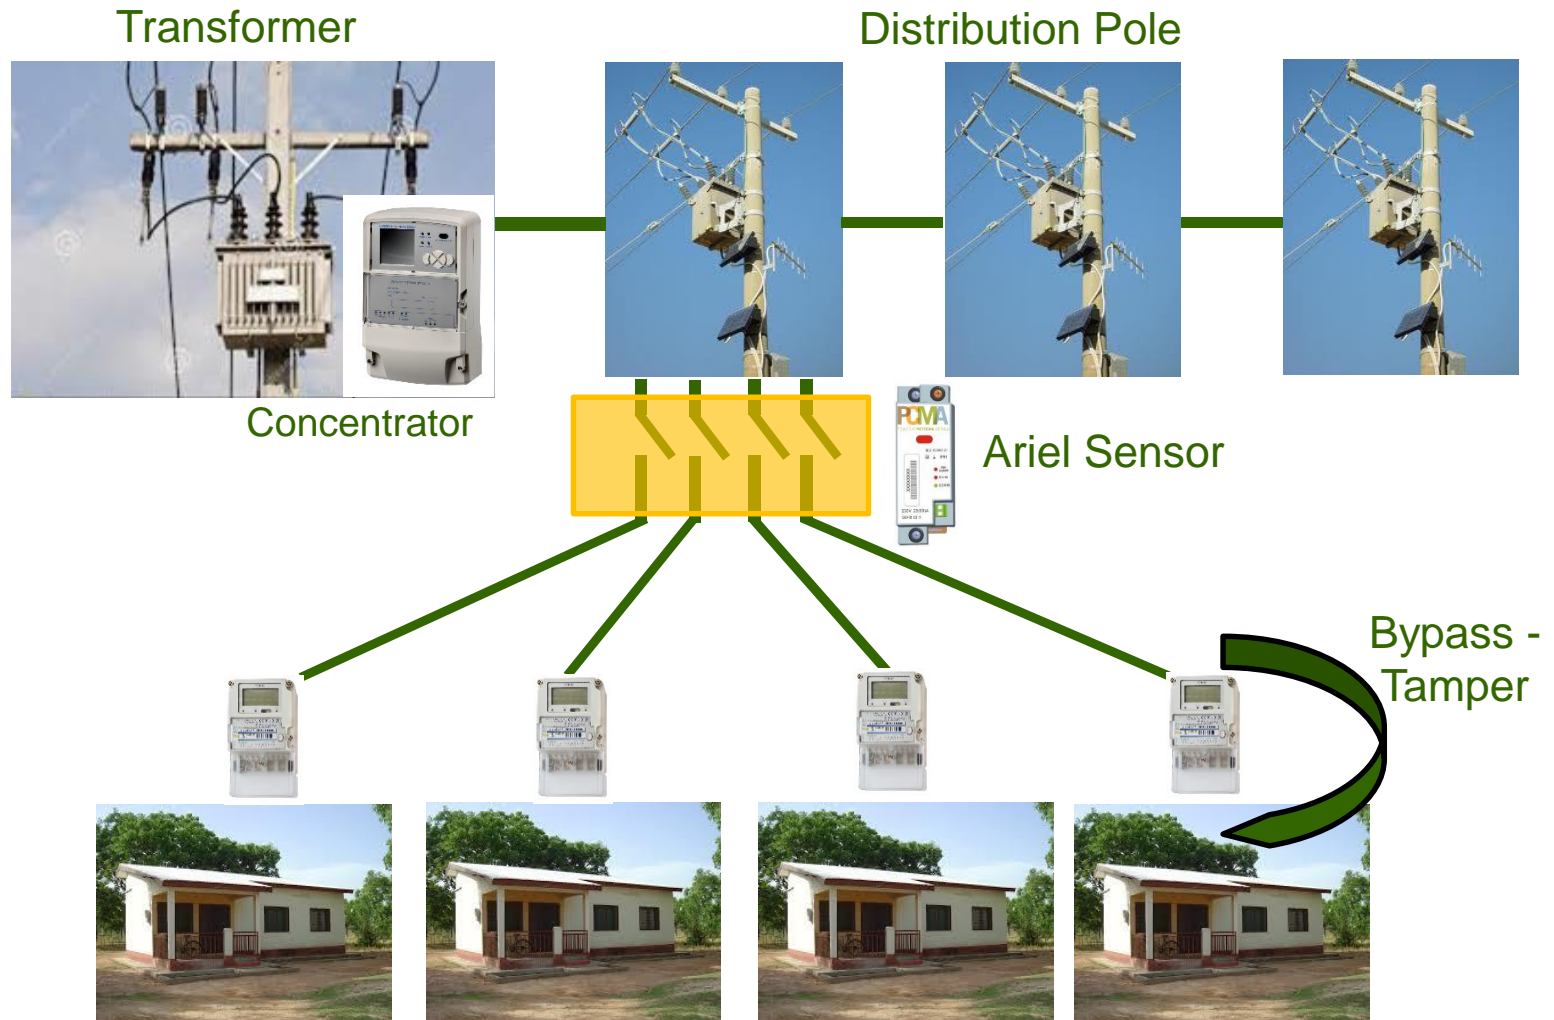 Transformer
Distribution Pole
Concentrator
PCMA
Ariel Sensor
Bypass -
Tamper